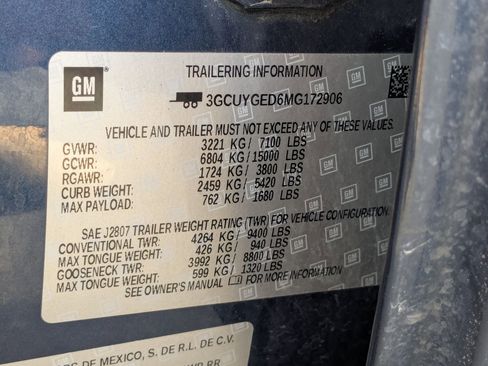 GM
TRAILERING INFORMATION
3GCUYGED6MG172906
VEHICLE AND TRAILER MUST NOT EXCEED ANY OF THESE VALUES.
GVWR: 3221 KG / 7100 LBS
GCWR: 6804 KG / 15000 LBS
RGAWR: 1724 KG / 3800 LBS
CURB WEIGHT: 2459 KG / 5420 LBS
MAX PAYLOAD: 762 KG / 1680 LBS
SAE J2807 TRAILER WEIGHT RATING (TWR) FOR VEHICLE CONFIGURATION.
CONVENTIONAL TWR: 4264 KG / 9400 LBS
MAX TONGUE WEIGHT: 426 KG / 940 LBS
GOOSENECK TWR: 3992 KG / 8800 LBS
MAX TONGUE WEIGHT: 599 KG / 1320 LBS
SEE OWNER'S MANUAL FOR MORE INFORMATION.
DE MEXICO, S. DE R.L. DE C.V.